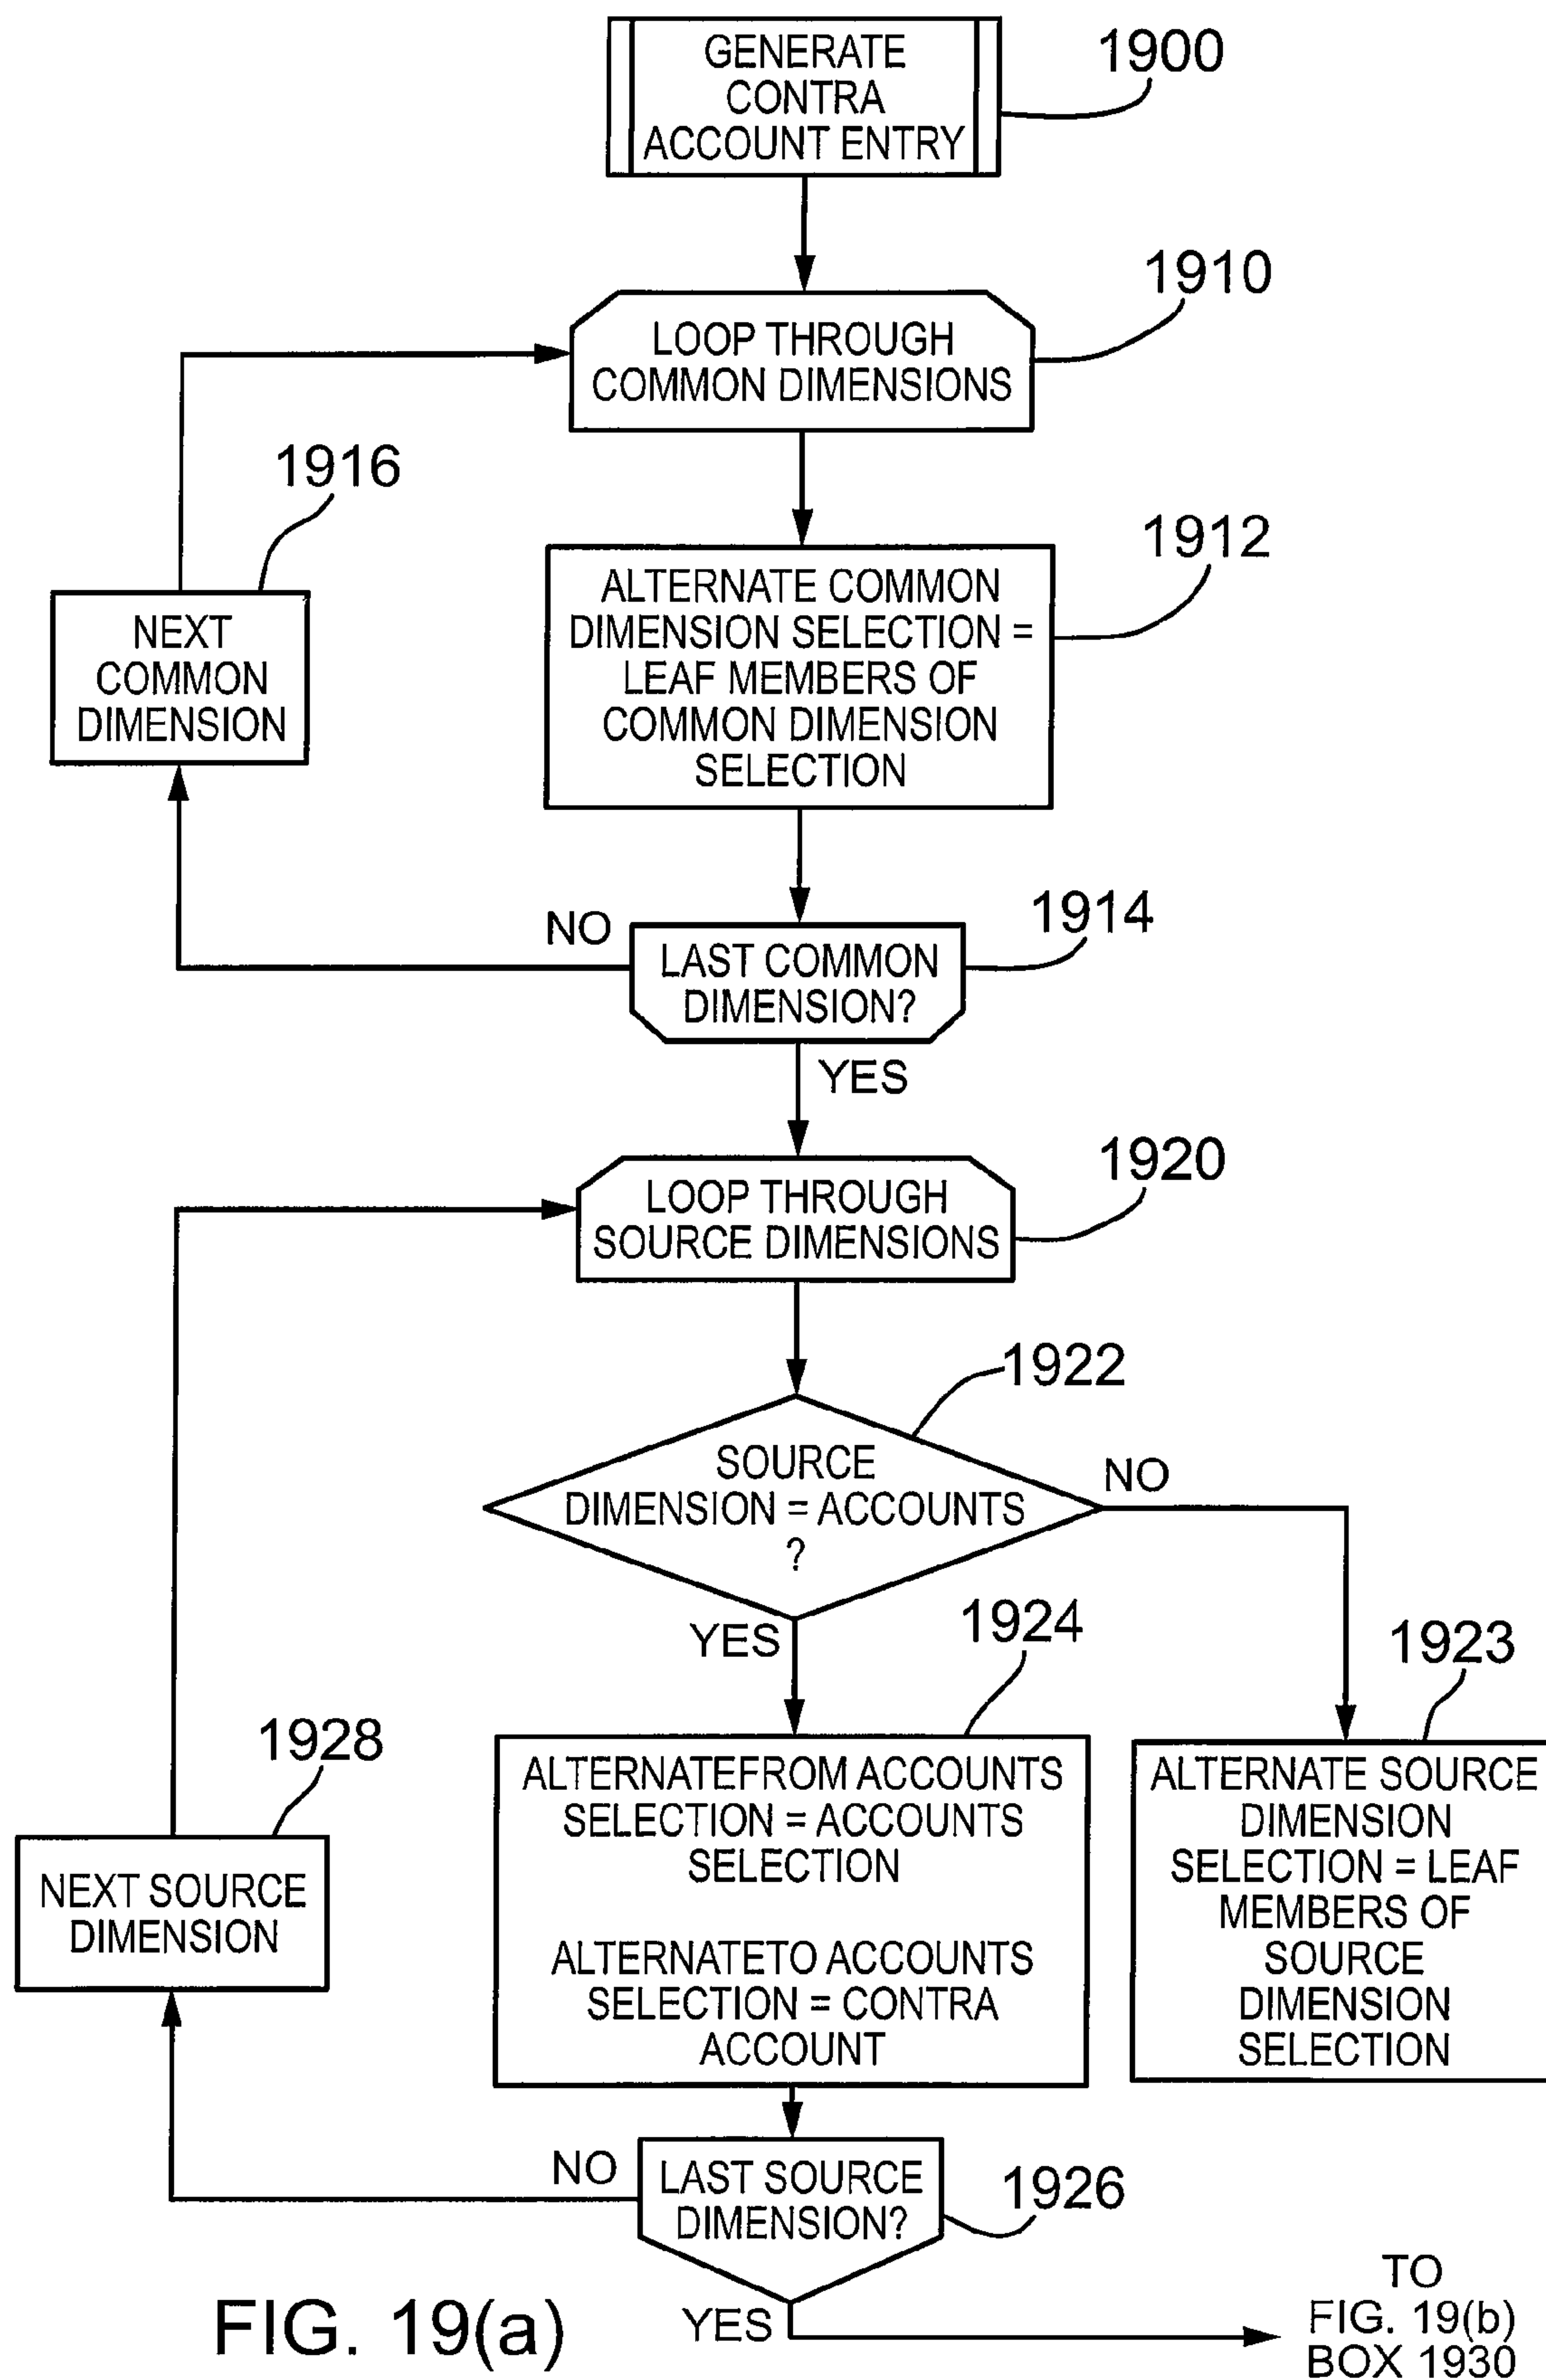 GENERATE
CONTRA
ACCOUNT ENTRY
1900
LOOP THROUGH
COMMON DIMENSIONS
1910
1916
NEXT
COMMON
DIMENSION
ALTERNATE COMMON
DIMENSION SELECTION =
LEAF MEMBERS OF
COMMON DIMENSION
SELECTION
1912
NO
LAST COMMON
DIMENSION?
1914
YES
LOOP THROUGH
SOURCE DIMENSIONS
1920
1922
SOURCE
DIMENSION = ACCOUNTS
?
NO
YES
1924
1923
1928
NEXT SOURCE
DIMENSION
ALTERNATEFROM ACCOUNTS
SELECTION = ACCOUNTS
SELECTION
ALTERNATETO ACCOUNTS
SELECTION = CONTRA
ACCOUNT
ALTERNATE SOURCE
DIMENSION
SELECTION = LEAF
MEMBERS OF
SOURCE
DIMENSION
SELECTION
NO
LAST SOURCE
DIMENSION?
1926
YES
TO
FIG. 19(b)
BOX 1930
FIG. 19(a)